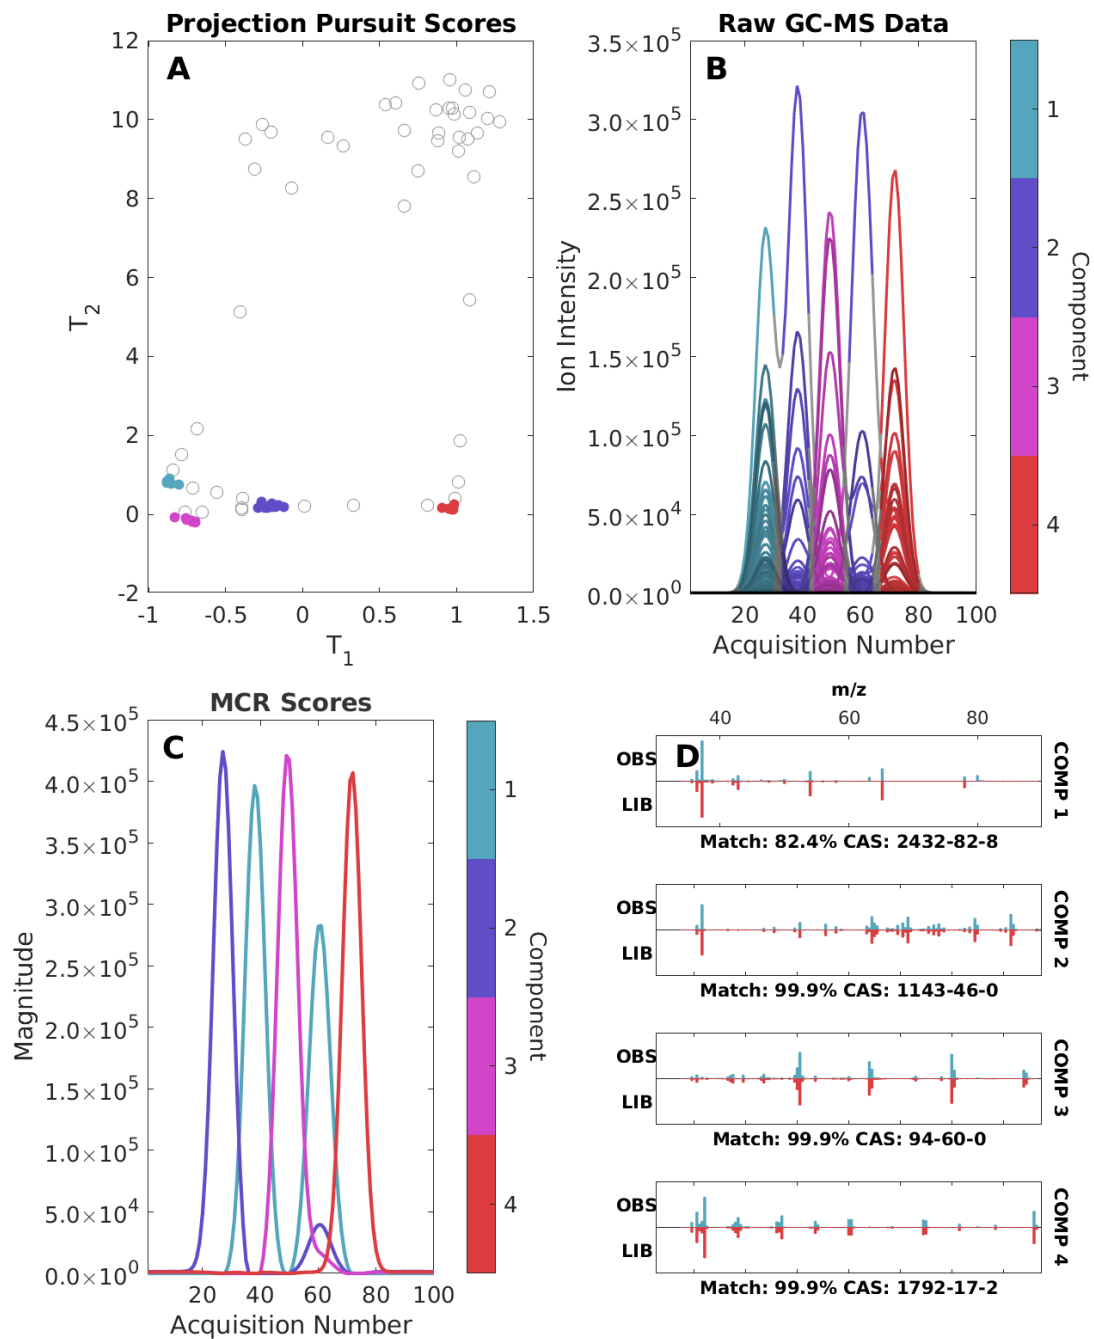 Projection Pursuit Scores
A
12
10
8
6
4
2
0
-2
-1
-0.5
0
0.5
1
1.5
T2
T1
Raw GC-MS Data
B
3.5×10^5
3.0×10^5
2.5×10^5
2.0×10^5
1.5×10^5
1.0×10^5
5.0×10^4
0.0×10^0
20 40 60 80 100
Ion Intensity
Acquisition Number
1
2
3
4
Component
MCR Scores
C
4.5×10^5
4.0×10^5
3.5×10^5
3.0×10^5
2.5×10^5
2.0×10^5
1.5×10^5
1.0×10^5
5.0×10^4
0.0×10^0
20 40 60 80 100
Magnitude
Acquisition Number
1
2
3
4
Component
m/z
40 60 80
D
OBS
LIB
COMP 1
Match: 82.4% CAS: 2432-82-8
OBS
LIB
COMP 2
Match: 99.9% CAS: 1143-46-0
OBS
LIB
COMP 3
Match: 99.9% CAS: 94-60-0
OBS
LIB
COMP 4
Match: 99.9% CAS: 1792-17-2